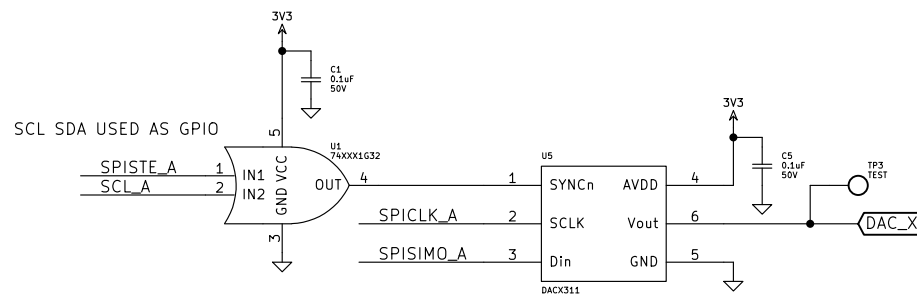 3V3
C1
0.1uF
50V
3V3
SCL SDA USED AS GPIO
5
U1
74XXX1G32
U5
C5
0.1uF
50V
TP3
TEST
SPISTE_A 1 IN1 VCC
SCL_A 2 IN2 GND
OUT 4
1 SYNCn AVDD 4
SPICLK_A 2 SCLK Vout 6
DAC_X
3
SPISIMO_A 3 Din GND 5
DACX311